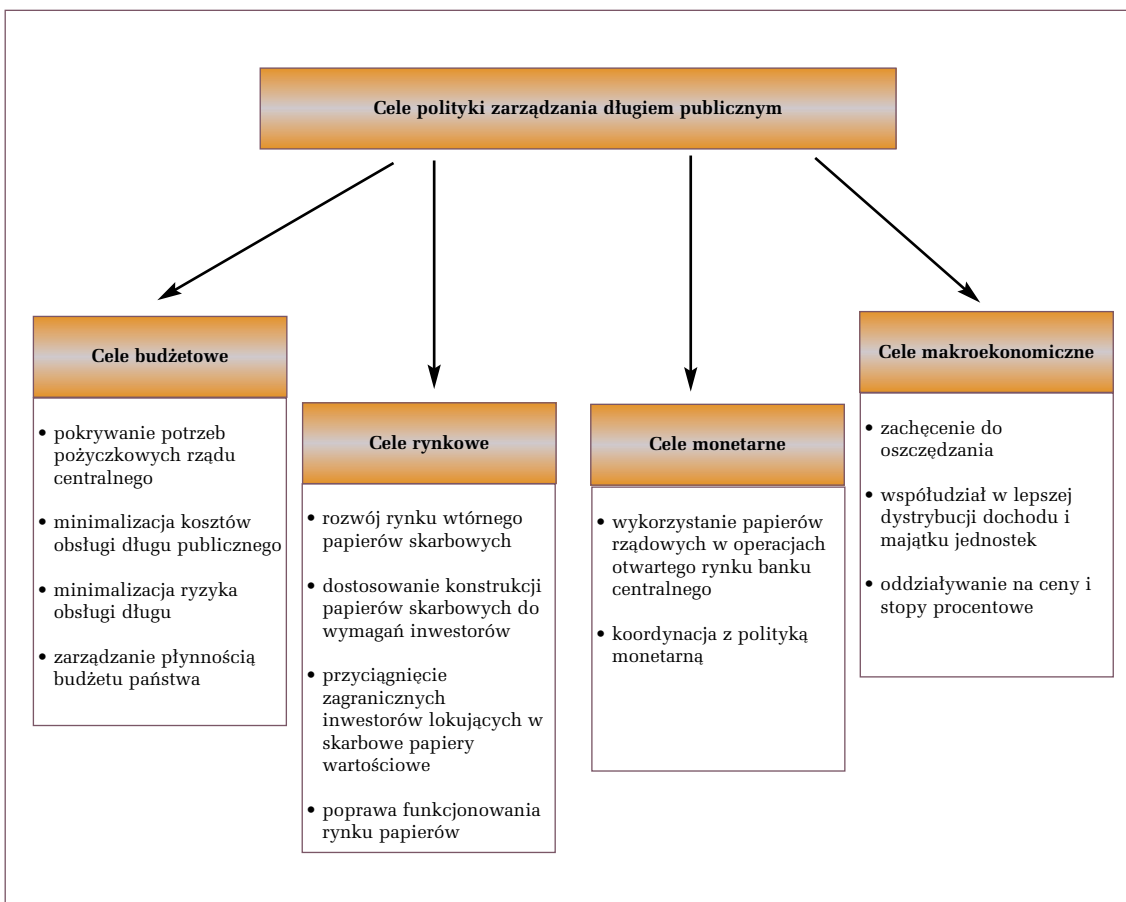 Cele polityki zarządzania długiem publicznym
Cele budżetowe
• pokrywanie potrzeb
pożyczkowych rządu
centralnego
• minimalizacja kosztów
obsługi długu publicznego
• minimalizacja ryzyka
obsługi długu
• zarządzanie płynnością
budżetu państwa
Cele rynkowe
• rozwój rynku wtórnego
papierów skarbowych
• dostosowanie konstrukcji
papierów skarbowych do
wymagań inwestorów
• przyciągnięcie
zagranicznych
inwestorów lokujących w
skarbowe papiery
wartościowe
• poprawa funkcjonowania
rynku papierów
Cele monetarne
• wykorzystanie papierów
rządowych w operacjach
otwartego rynku banku
centralnego
• koordynacja z polityką
monetarną
Cele makroekonomiczne
• zachęcenie do
oszczędzania
• współudział w lepszej
dystrybucji dochodu i
majątku jednostek
• oddziaływanie na ceny i
stopy procentowe